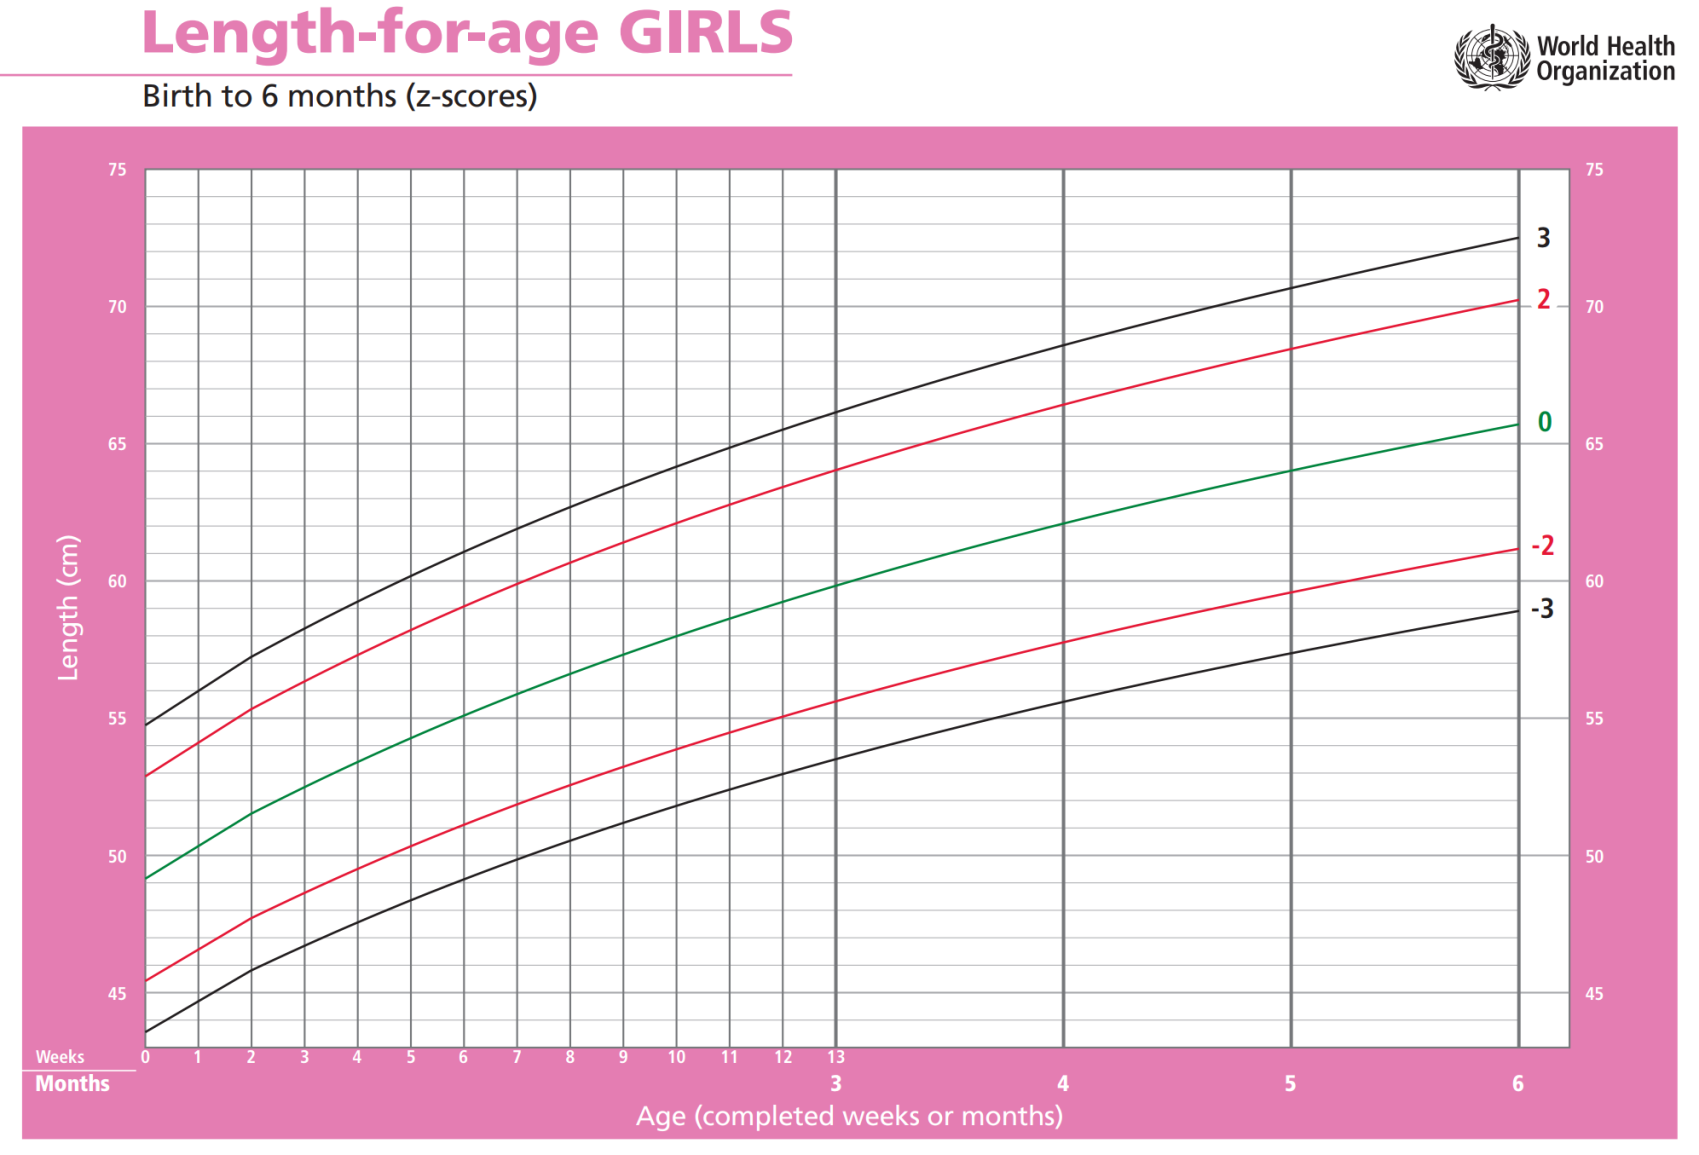 Length-for-age GIRLS
Birth to 6 months (z-scores)
World Health
Organization
75 75
3
2
70 70
0
65 65
-2
60 60
-3
55 55
50 50
45 45
Length (cm)
Weeks 0 1 2 3 4 5 6 7 8 9 10 11 12 13
Months 3 4 5 6
Age (completed weeks or months)